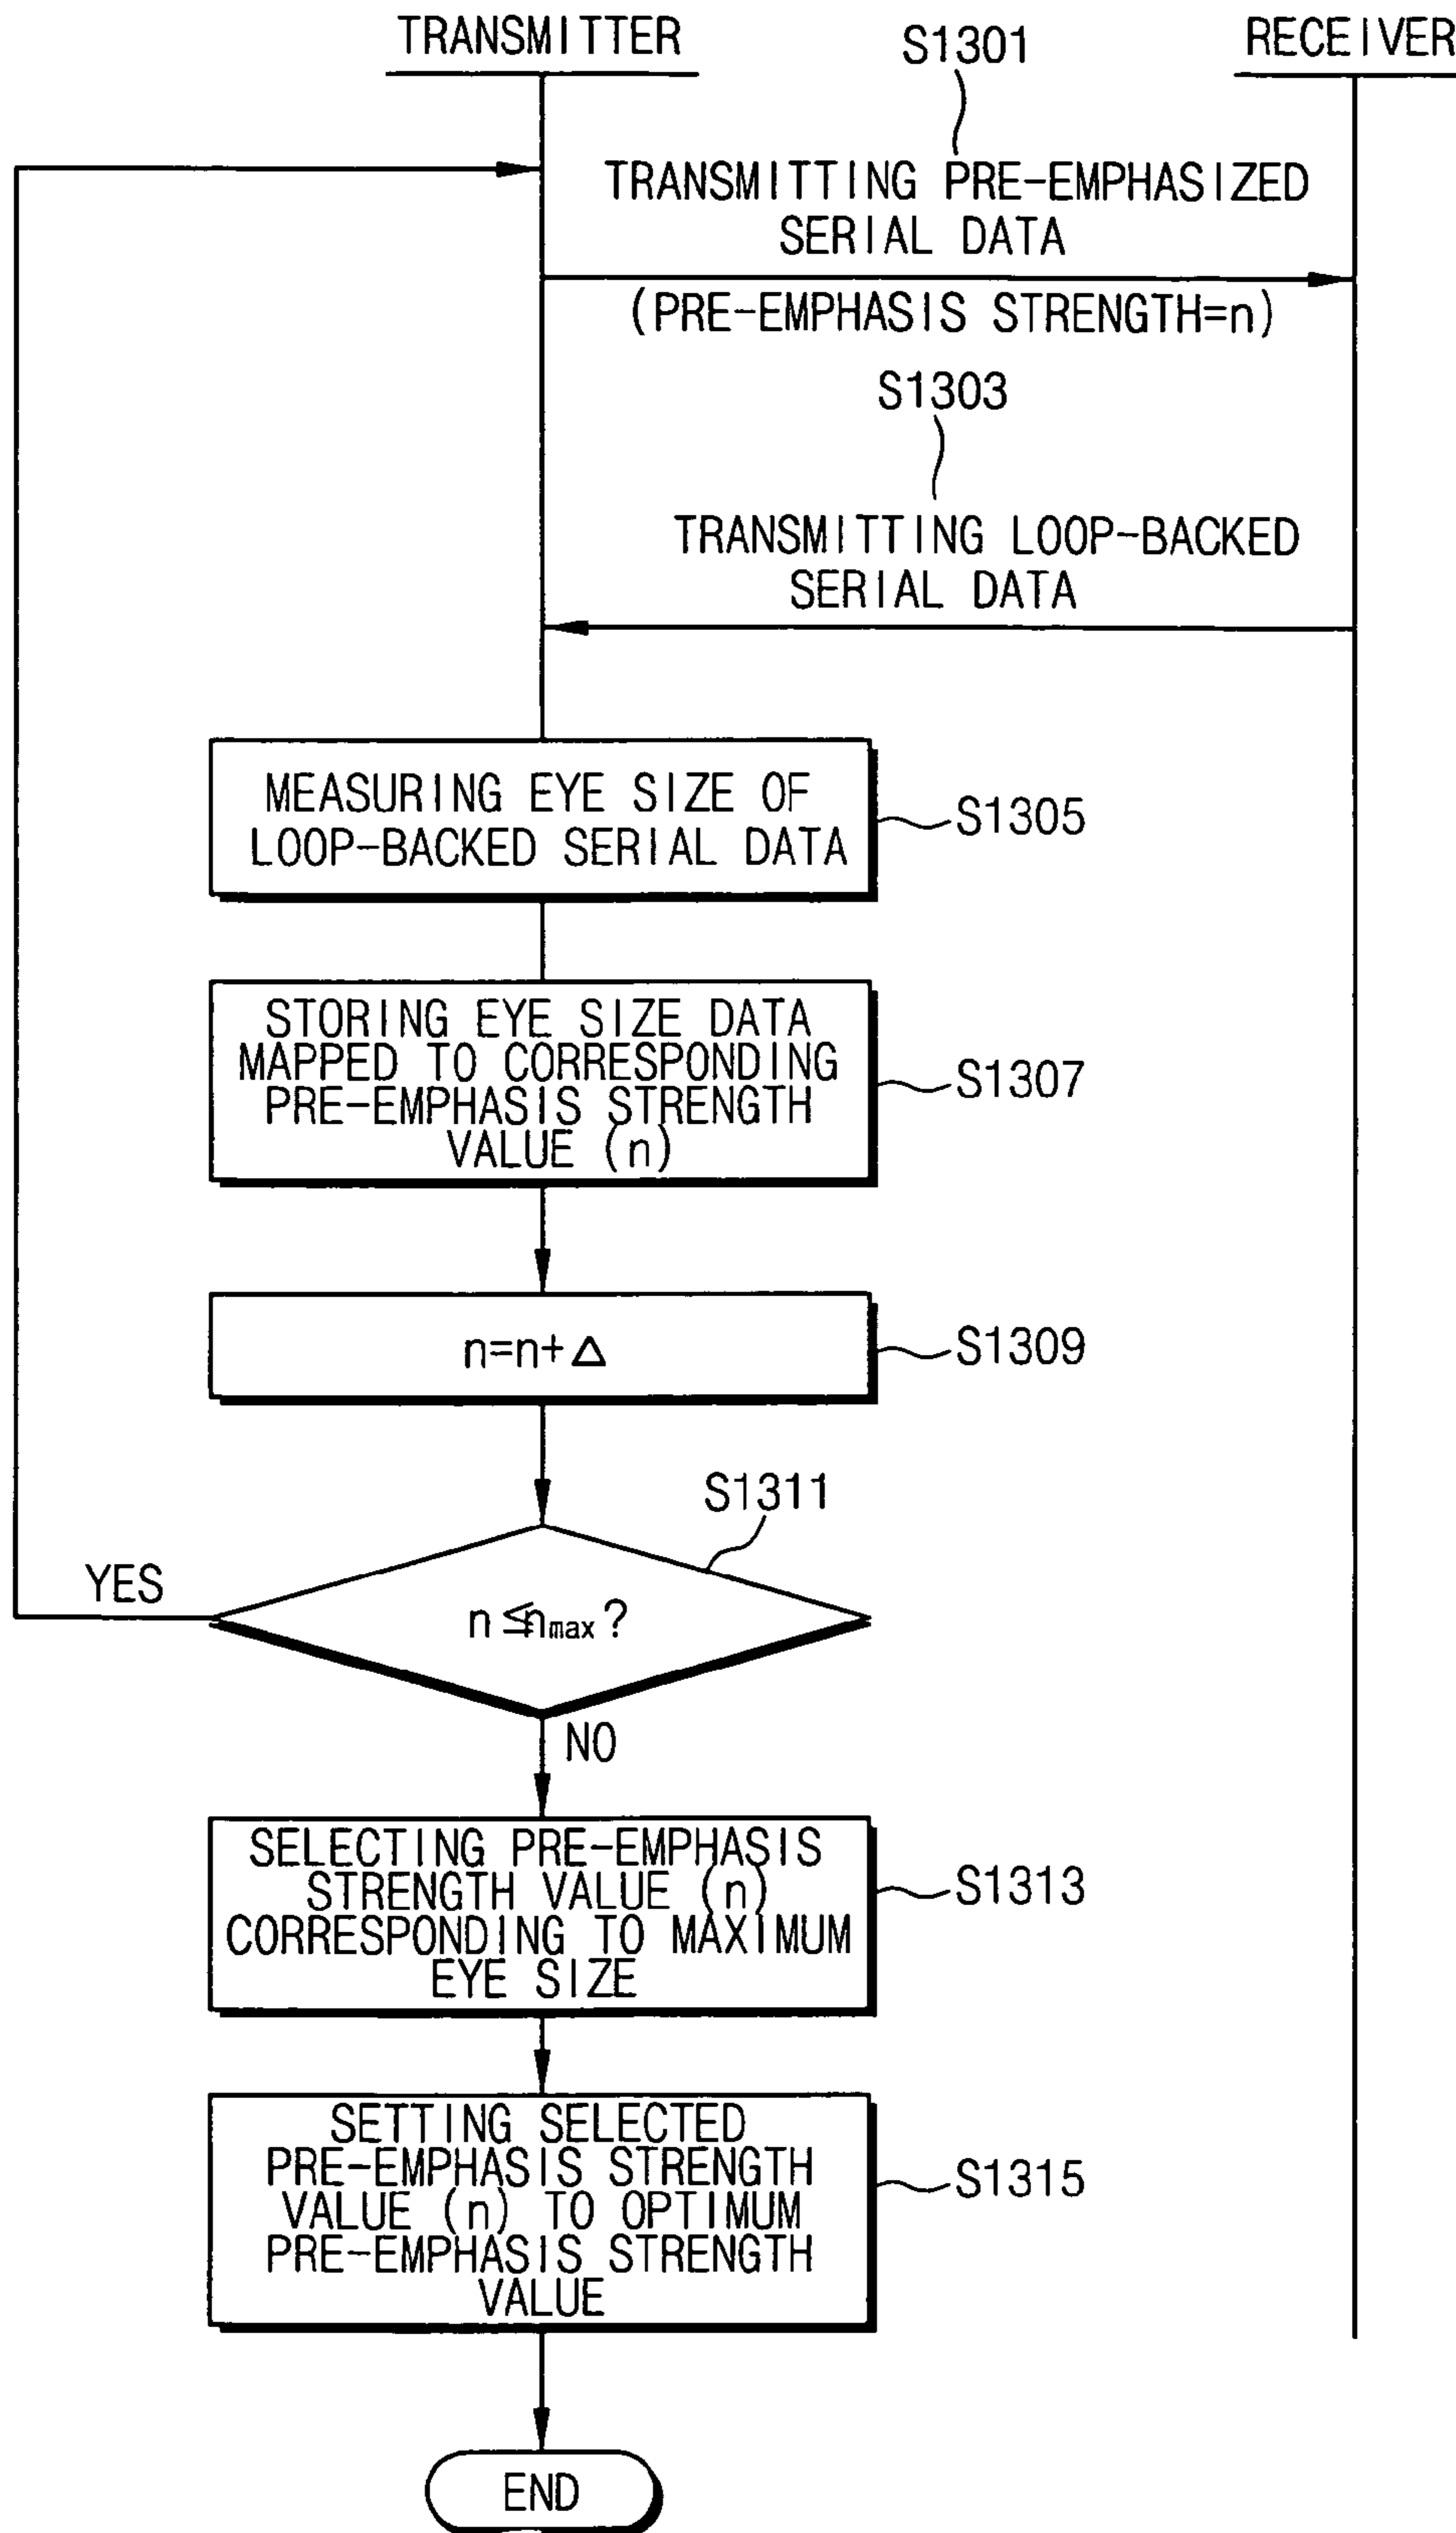 TRANSMITTER
RECEIVER
S1301
TRANSMITTING PRE-EMPHASIZED
SERIAL DATA
(PRE-EMPHASIS STRENGTH=n)
S1303
TRANSMITTING LOOP-BACKED
SERIAL DATA
MEASURING EYE SIZE OF
LOOP-BACKED SERIAL DATA
S1305
STORING EYE SIZE DATA
MAPPED TO CORRESPONDING
PRE-EMPHASIS STRENGTH
VALUE (n)
S1307
n=n+△
S1309
S1311
YES
n≦nmax?
NO
SELECTING PRE-EMPHASIS
STRENGTH VALUE (n)
CORRESPONDING TO MAXIMUM
EYE SIZE
S1313
SETTING SELECTED
PRE-EMPHASIS STRENGTH
VALUE (n) TO OPTIMUM
PRE-EMPHASIS STRENGTH
VALUE
S1315
END